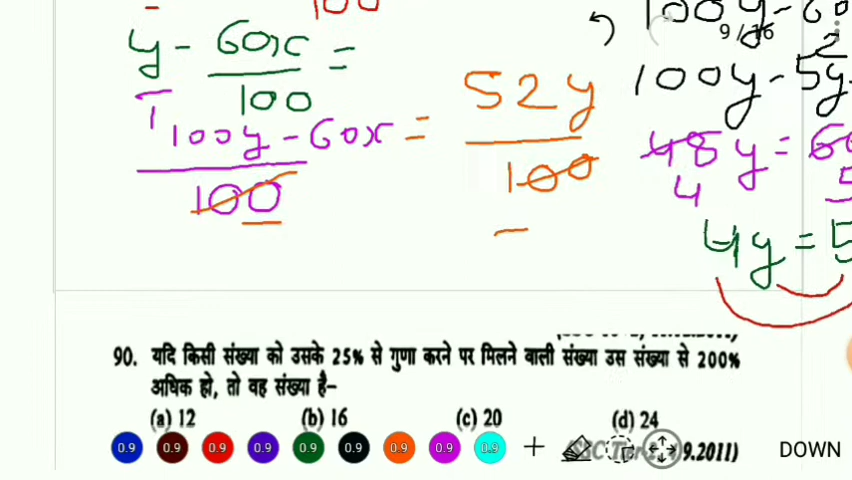 100
100y - 60
9 / 16
y - 60x =
100
52y
100y - 5y
100y - 60x =
100
100
48y =
4
4y = 5
90. यदि किसी संख्या को उसके 25% से गुणा करने पर मिलने वाली संख्या उस संख्या से 200%
अधिक हो, तो वह संख्या है–
(a) 12 (b) 16 (c) 20 (d) 24
0.9 0.9 0.9 0.9 0.9 0.9 0.9 0.9 0.9 + 9.2011) DOWN